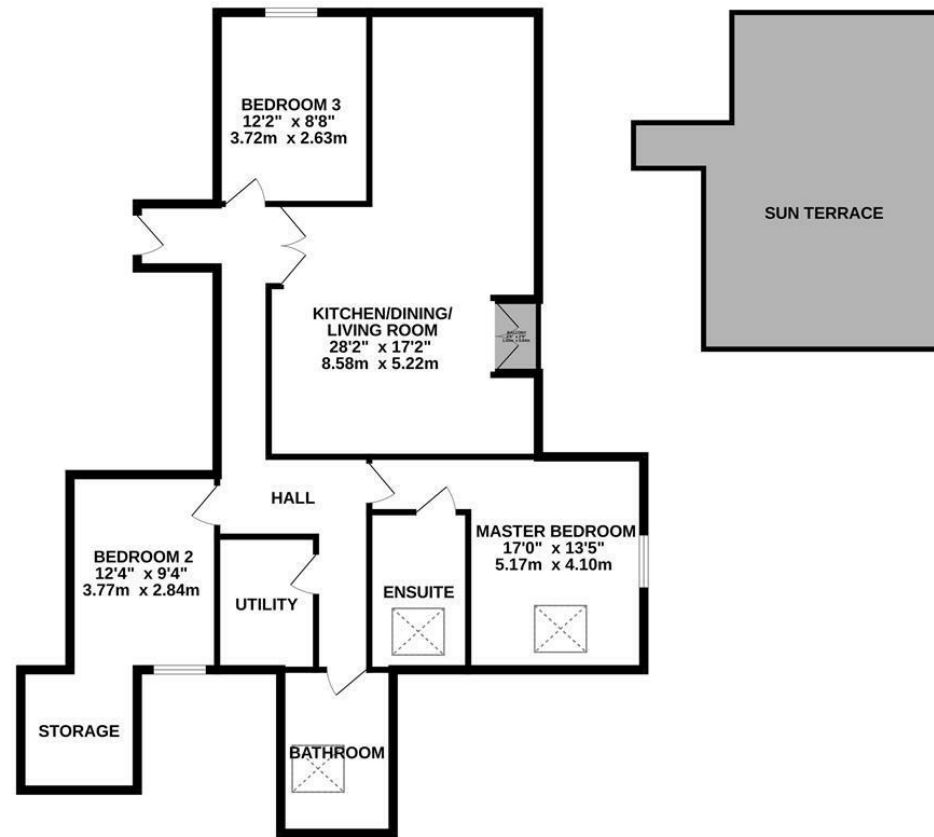 BEDROOM 3
12'2" x 8'8"
3.72m x 2.63m
SUN TERRACE
KITCHEN/DINING/
LIVING ROOM
28'2" x 17'2"
8.58m x 5.22m
BALCONY
HALL
MASTER BEDROOM
17'0" x 13'5"
5.17m x 4.10m
BEDROOM 2
12'4" x 9'4"
3.77m x 2.84m
UTILITY
ENSUITE
STORAGE
BATHROOM